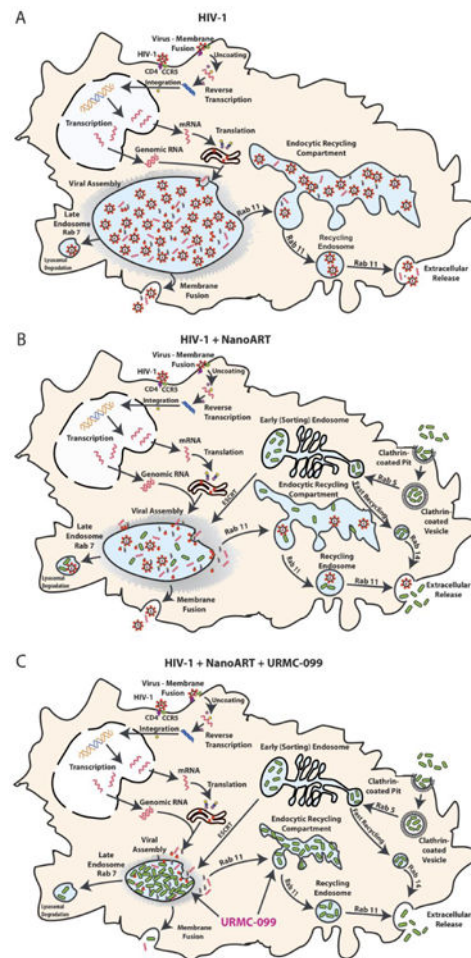 A
HIV-1
Virus - Membrane
Fusion
HIV-1
Uncoating
CD4 CCR5
Integration
Reverse
Transcription
Transcription
mRNA
Translation
Genomic RNA
Endocytic Recycling
Compartment
Viral Assembly
Rab 11
Late
Endosome
Rab 7
Lysosomal
Degradation
Rab 11
Recycling
Endosome
Rab 11
Membrane
Fusion
Extracellular
Release
B
HIV-1 + NanoART
Virus - Membrane
Fusion
HIV-1
Uncoating
CD4 CCR5
Integration
Reverse
Transcription
Transcription
mRNA
Translation
Genomic RNA
Early (Sorting) Endosome
Clathrin-
coated Pit
Rab 5
Endocytic Recycling
Compartment
Fast Recycling
Clathrin-
coated
Vesicle
ESCRT
Viral Assembly
Rab 11
Rab 14
Late
Endosome
Rab 7
Lysosomal
Degradation
Rab 11
Recycling
Endosome
Rab 11
Membrane
Fusion
Extracellular
Release
C
HIV-1 + NanoART + URMC-099
Virus - Membrane
Fusion
HIV-1
Uncoating
CD4 CCR5
Integration
Reverse
Transcription
Transcription
mRNA
Translation
Genomic RNA
Early (Sorting) Endosome
Clathrin-
coated Pit
Rab 5
Endocytic Recycling
Compartment
Fast Recycling
Clathrin-
coated
Vesicle
ESCRT
Viral
Assembly
Rab 11
Rab 14
Late
Endosome
Rab 7
Lysosomal
Degradation
Rab 11
Recycling
Endosome
Rab 11
URMC-099
Membrane
Fusion
Extracellular
Release